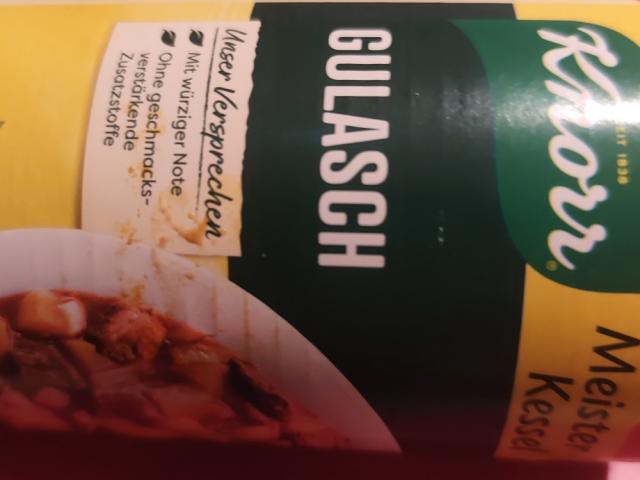 Knorr
SEIT 1838
Meister
Kessel
GULASCH
Unser Versprechen
Mit würziger Note
Ohne geschmacks-
verstärkende
Zusatzstoffe